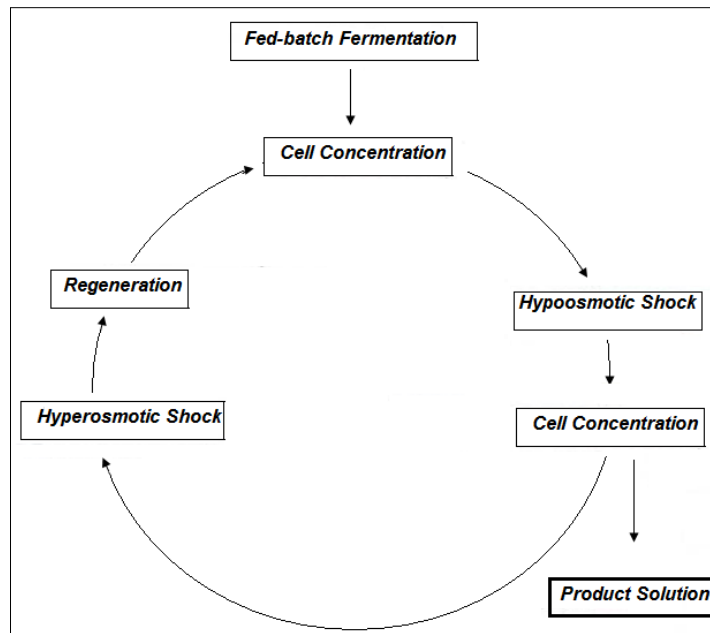 Fed-batch Fermentation
Cell Concentration
Regeneration
Hypoosmotic Shock
Hyperosmotic Shock
Cell Concentration
Product Solution